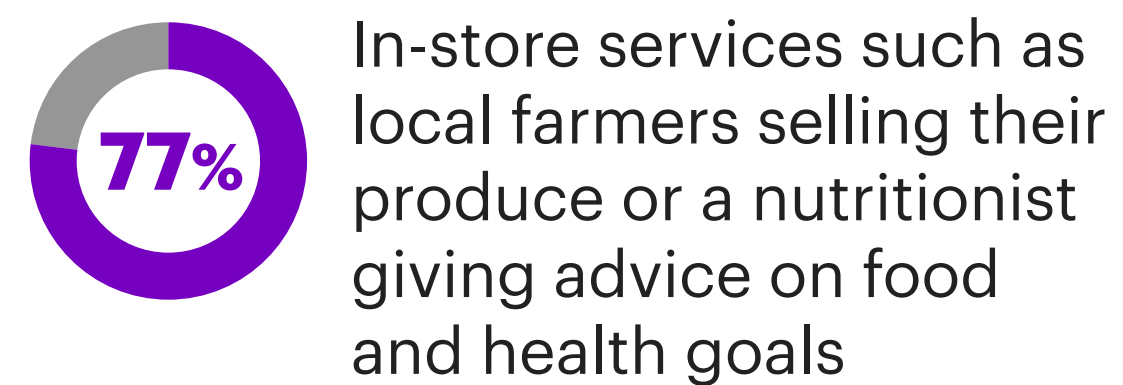 77%
In-store services such as
local farmers selling their
produce or a nutritionist
giving advice on food
and health goals